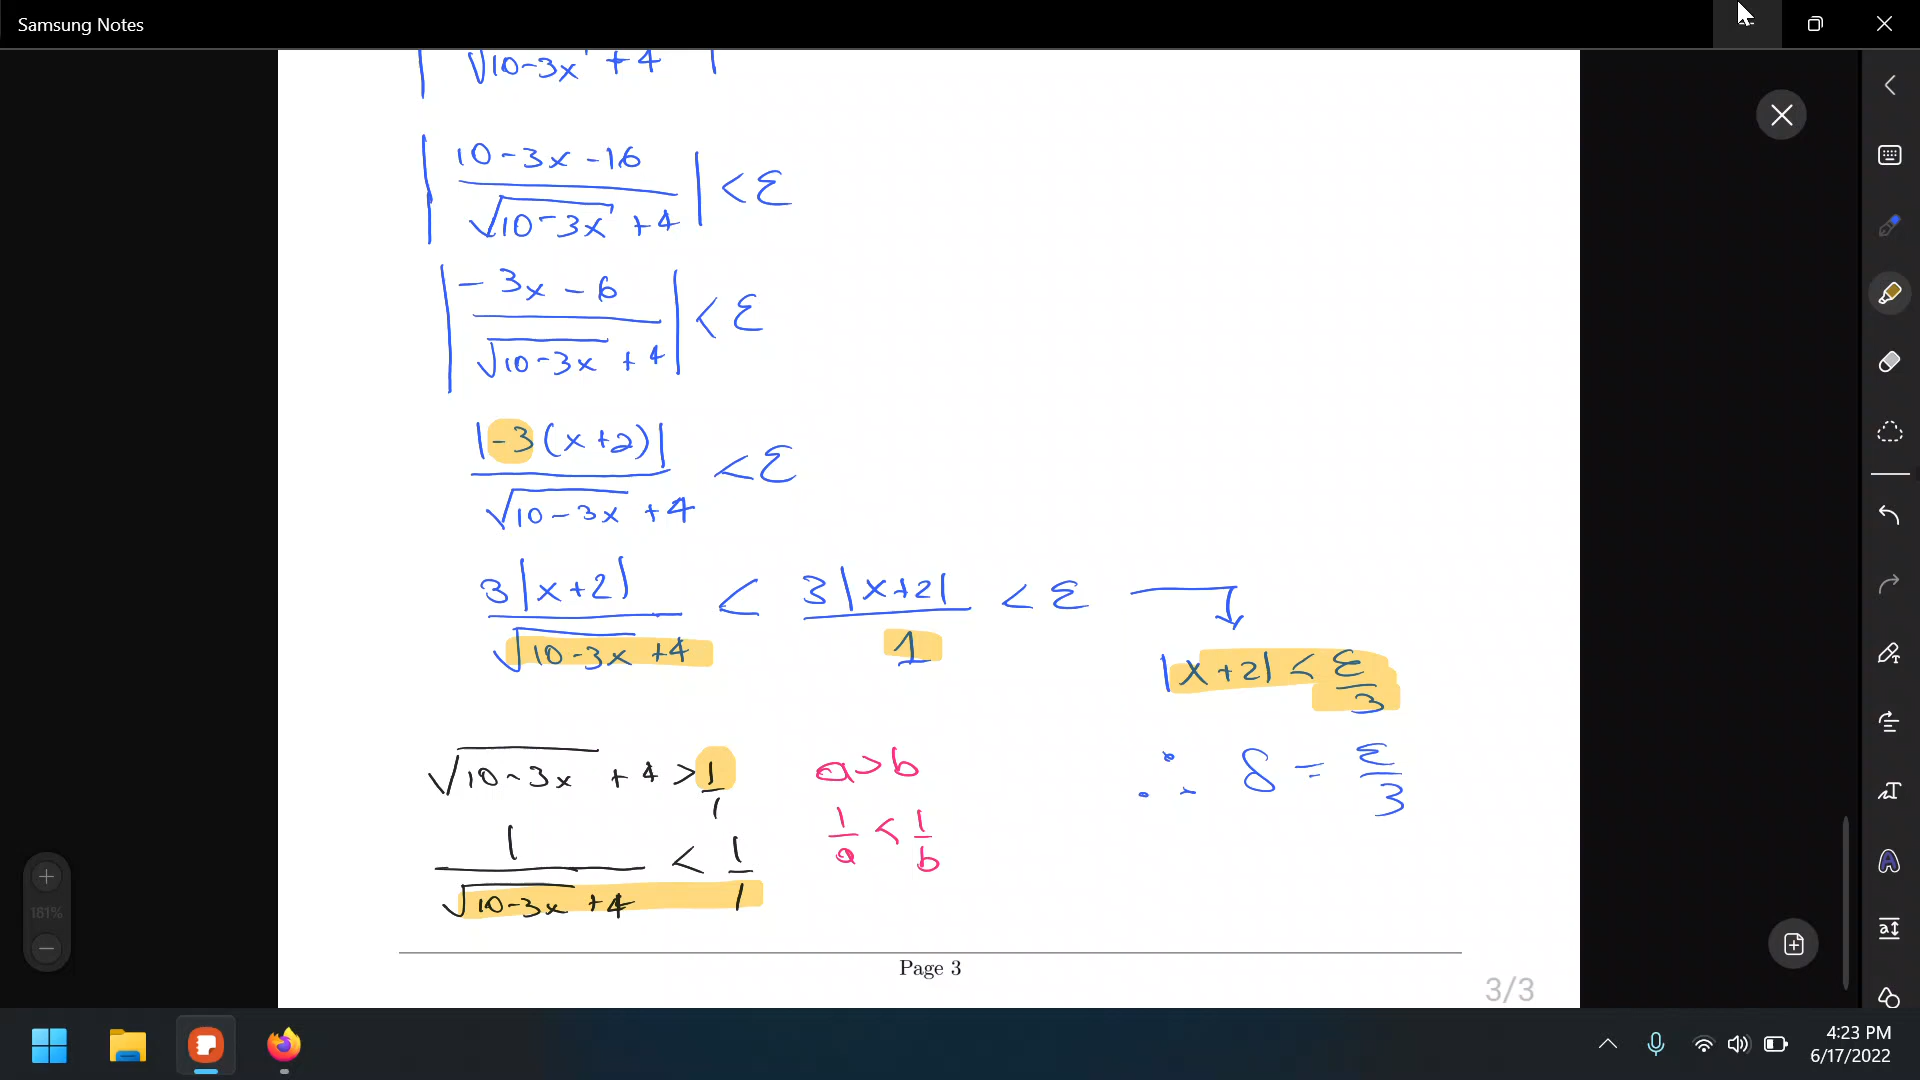 Samsung Notes
| √10-3x + 4 |
| 10-3x-16 / √10-3x +4 | < ε
| -3x-6 / √10-3x +4 | < ε
|-3(x+2)| / √10-3x +4 < ε
3|x+2| / √10-3x +4 < 3|x+2| / 1 < ε
|x+2| < ε/3
√10-3x + 4 > 1/1
a>b
∴ δ = ε/3
1 / √10-3x +4 < 1/1
1/a < 1/b
181%
Page 3
3/3
4:23 PM
6/17/2022